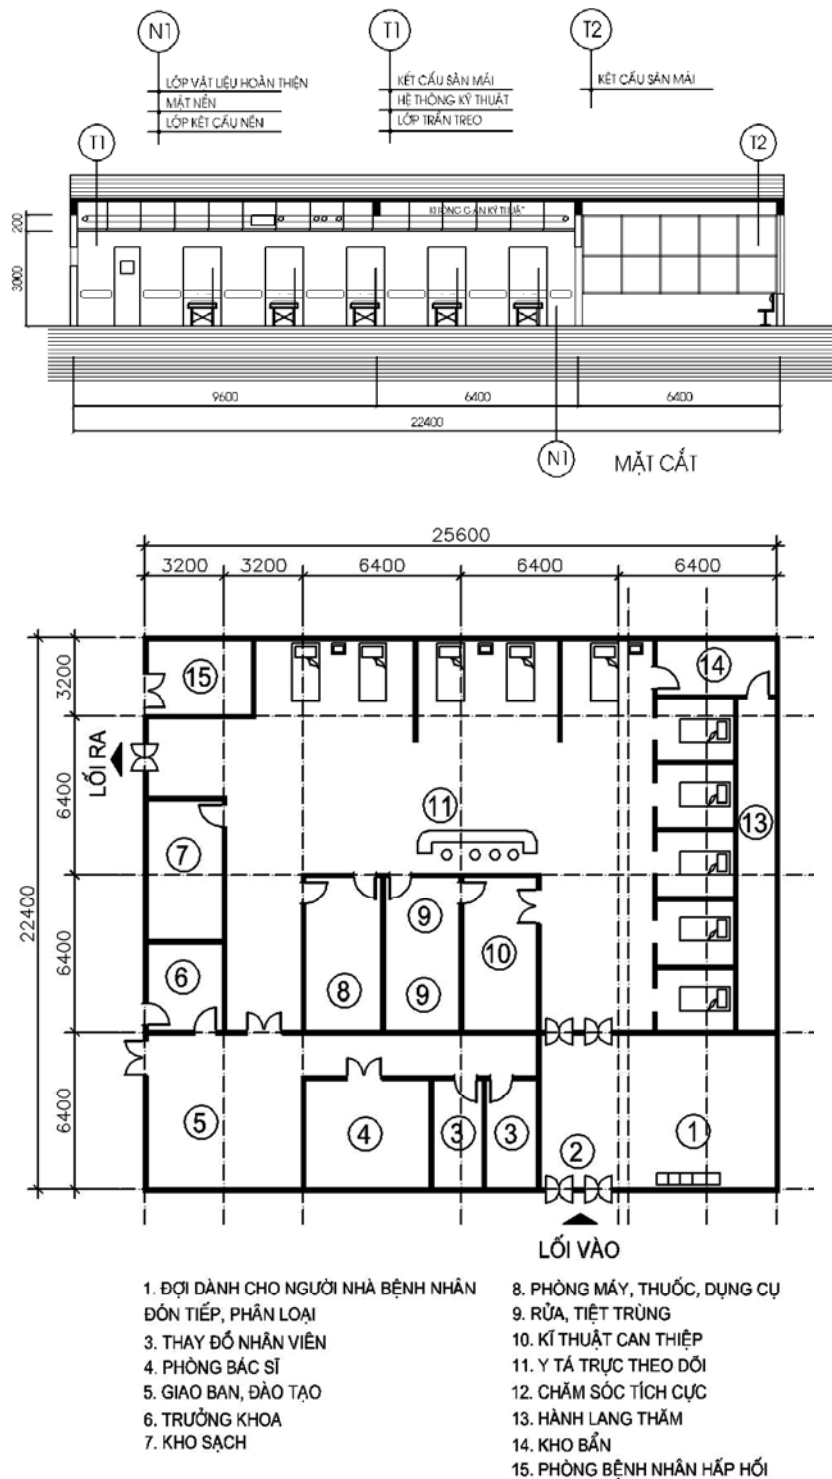 N1
T1
T2
LỚP VẬT LIỆU HOÀN THIỆN
MẶT NỀN
LỚP KẾT CẤU NỀN
KẾT CẤU SÀN MÁI
HỆ THỐNG KỸ THUẬT
LỚP TRẦN TREO
KẾT CẤU SÀN MÁI
T1
T2
KHÔNG GIAN KỸ THUẬT
200
3000
9600
6400
6400
22400
N1
MẶT CẮT
25600
3200
3200
6400
6400
6400
3200
6400
22400
6400
6400
LỐI RA
15
14
11
13
7
9
10
6
8
9
5
4
3
3
2
1
LỐI VÀO
1. ĐỢI DÀNH CHO NGƯỜI NHÀ BỆNH NHÂN
ĐÓN TIẾP, PHÂN LOẠI
3. THAY ĐỒ NHÂN VIÊN
4. PHÒNG BÁC SĨ
5. GIAO BAN, ĐÀO TẠO
6. TRƯỞNG KHOA
7. KHO SẠCH
8. PHÒNG MÁY, THUỐC, DỤNG CỤ
9. RỬA, TIỆT TRÙNG
10. KĨ THUẬT CAN THIỆP
11. Y TÁ TRỰC THEO DÕI
12. CHĂM SÓC TÍCH CỰC
13. HÀNH LANG THĂM
14. KHO BẨN
15. PHÒNG BỆNH NHÂN HẤP HỐI